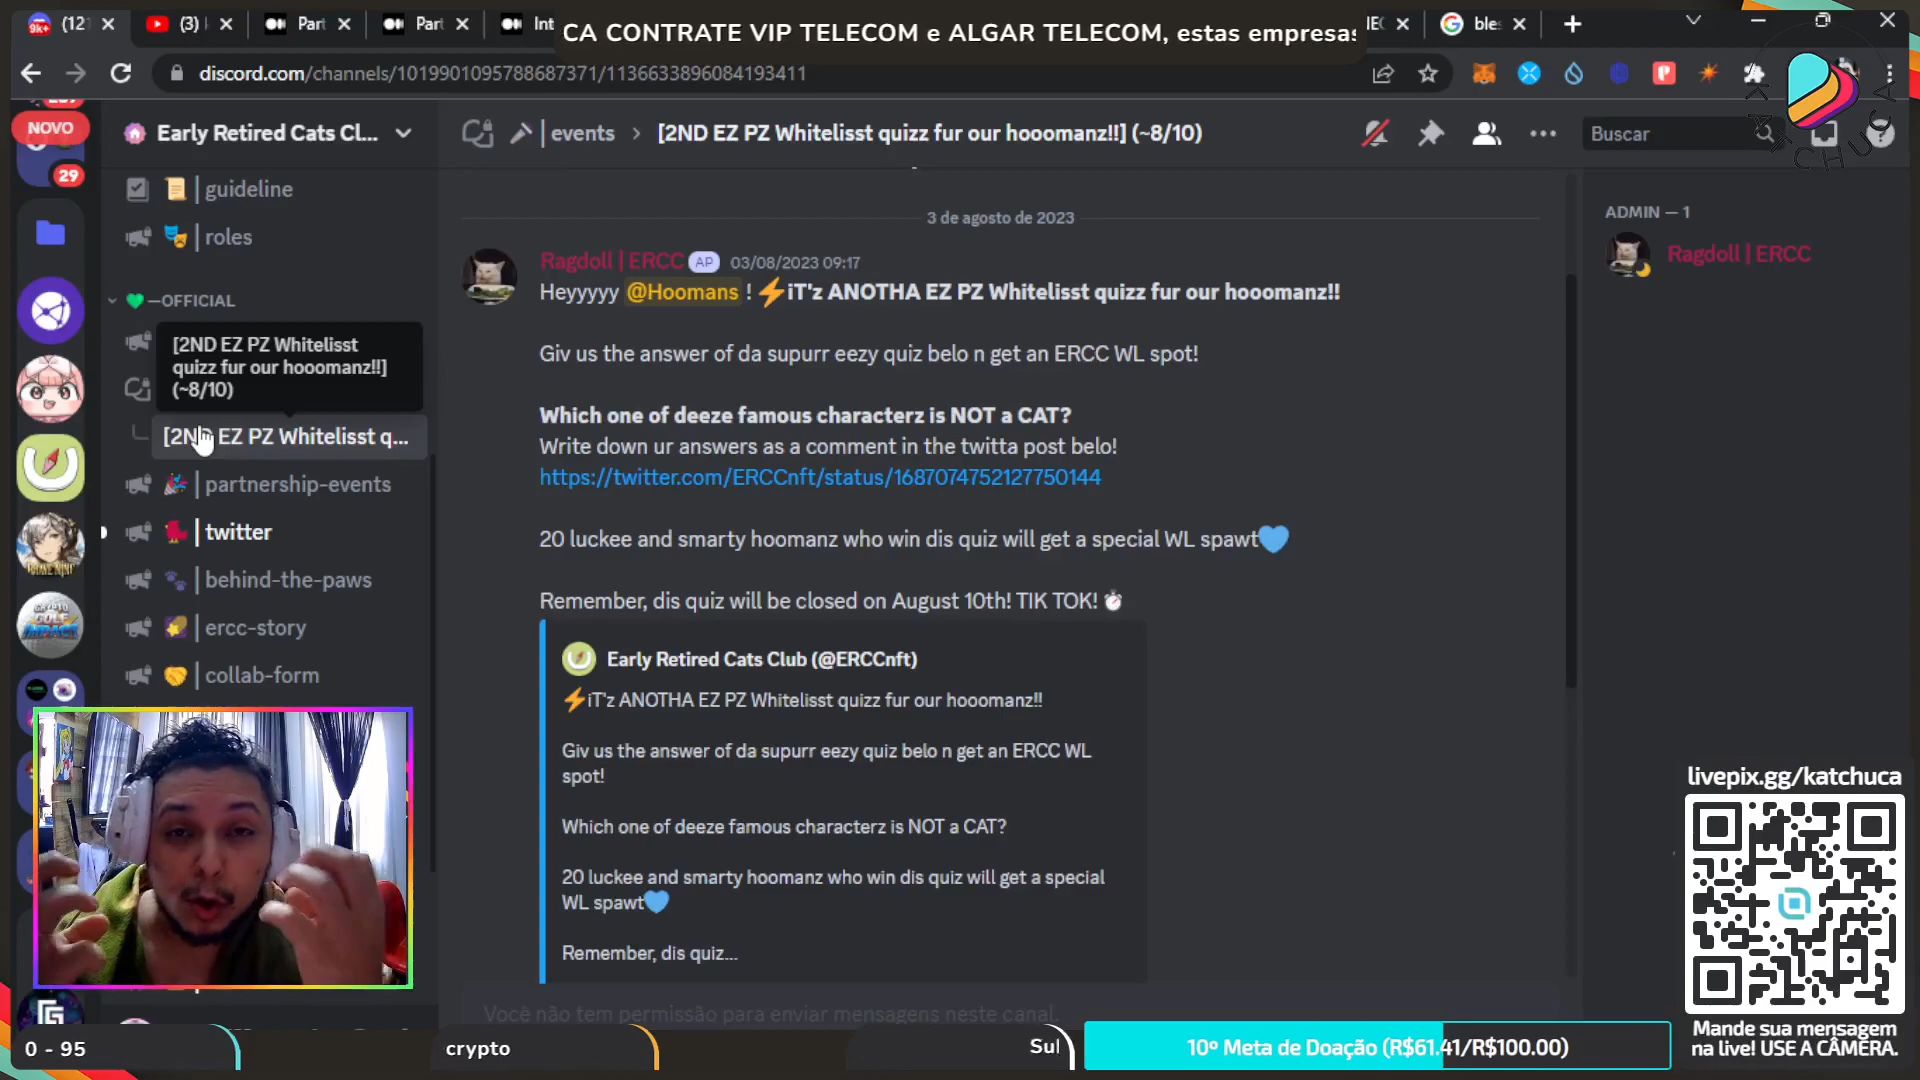 9k+
(12
(3)
Part
Part
Int
CA CONTRATE VIP TELECOM e ALGAR TELECOM, estas empresas
bles
discord.com/channels/1019901095788687371/1136633896084193411
NOVO
29
Early Retired Cats Cl...
events
[2ND EZ PZ Whitelisst quizz fur our hooomanz!!] (~8/10)
Buscar
guideline
roles
OFFICIAL
[2ND EZ PZ Whitelisst
quizz fur our hooomanz!!]
(~8/10)
[2ND EZ PZ Whitelisst q...
partnership-events
twitter
behind-the-paws
ercc-story
collab-form
3 de agosto de 2023
Ragdoll | ERCC AP 03/08/2023 09:17
Heyyyyy @Hoomans ! ⚡iT'z ANOTHA EZ PZ Whitelisst quizz fur our hooomanz!!
Giv us the answer of da supurr eezy quiz belo n get an ERCC WL spot!
Which one of deeze famous characterz is NOT a CAT?
Write down ur answers as a comment in the twitta post belo!
https://twitter.com/ERCCnft/status/1687074752127750144
20 luckee and smarty hoomanz who win dis quiz will get a special WL spawt💙
Remember, dis quiz will be closed on August 10th! TIK TOK! ⏱️
Early Retired Cats Club (@ERCCnft)
⚡iT'z ANOTHA EZ PZ Whitelisst quizz fur our hooomanz!!
Giv us the answer of da supurr eezy quiz belo n get an ERCC WL
spot!
Which one of deeze famous characterz is NOT a CAT?
20 luckee and smarty hoomanz who win dis quiz will get a special
WL spawt💙
Remember, dis quiz...
Você não tem permissão para enviar mensagens neste canal.
ADMIN — 1
Ragdoll | ERCC
livepix.gg/katchuca
Mande sua mensagem
na live! USE A CÂMERA.
0 - 95
crypto
Sul
10º Meta de Doação (R$61.41/R$100.00)